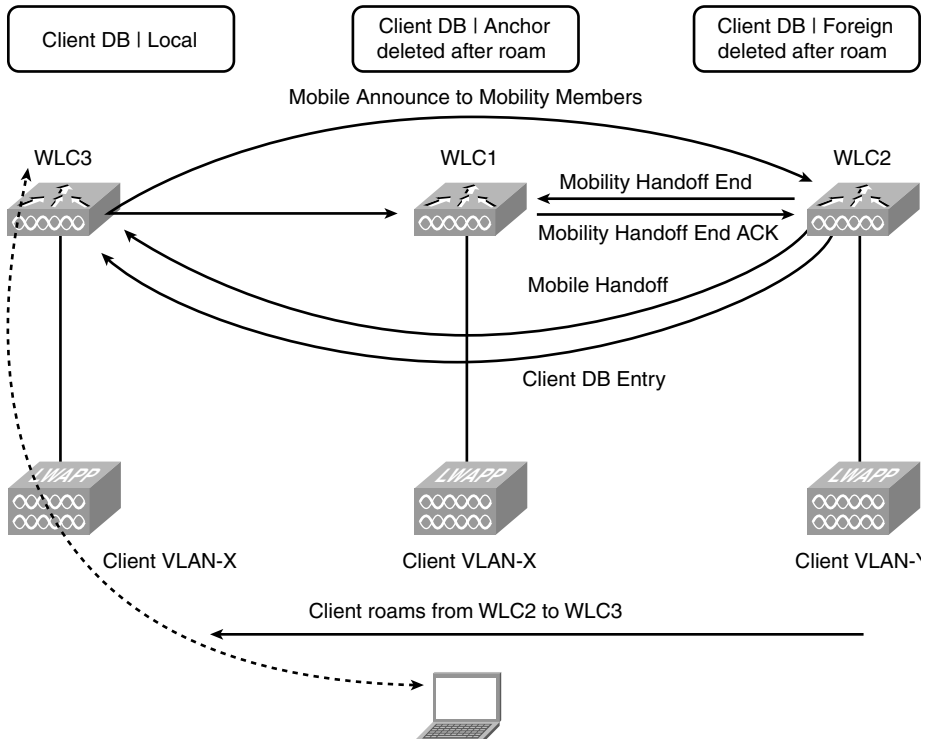 Client DB | Local
Client DB | Anchor
deleted after roam
Client DB | Foreign
deleted after roam
Mobile Announce to Mobility Members
WLC3
WLC1
WLC2
Mobility Handoff End
Mobility Handoff End ACK
Mobile Handoff
Client DB Entry
LWAPP
LWAPP
LWAPP
Client VLAN-X
Client VLAN-X
Client VLAN-
Client roams from WLC2 to WLC3